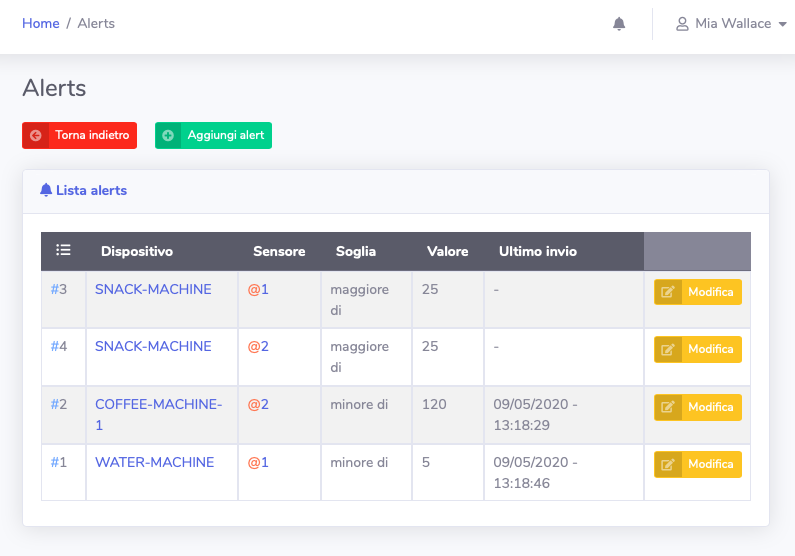 Home / Alerts Mia Wallace
Alerts
Torna indietro Aggiungi alert
Lista alerts
Dispositivo Sensore Soglia Valore Ultimo invio
#3 SNACK-MACHINE @1 maggiore di 25 - Modifica
#4 SNACK-MACHINE @2 maggiore di 25 - Modifica
#2 COFFEE-MACHINE-1 @2 minore di 120 09/05/2020 - 13:18:29 Modifica
#1 WATER-MACHINE @1 minore di 5 09/05/2020 - 13:18:46 Modifica